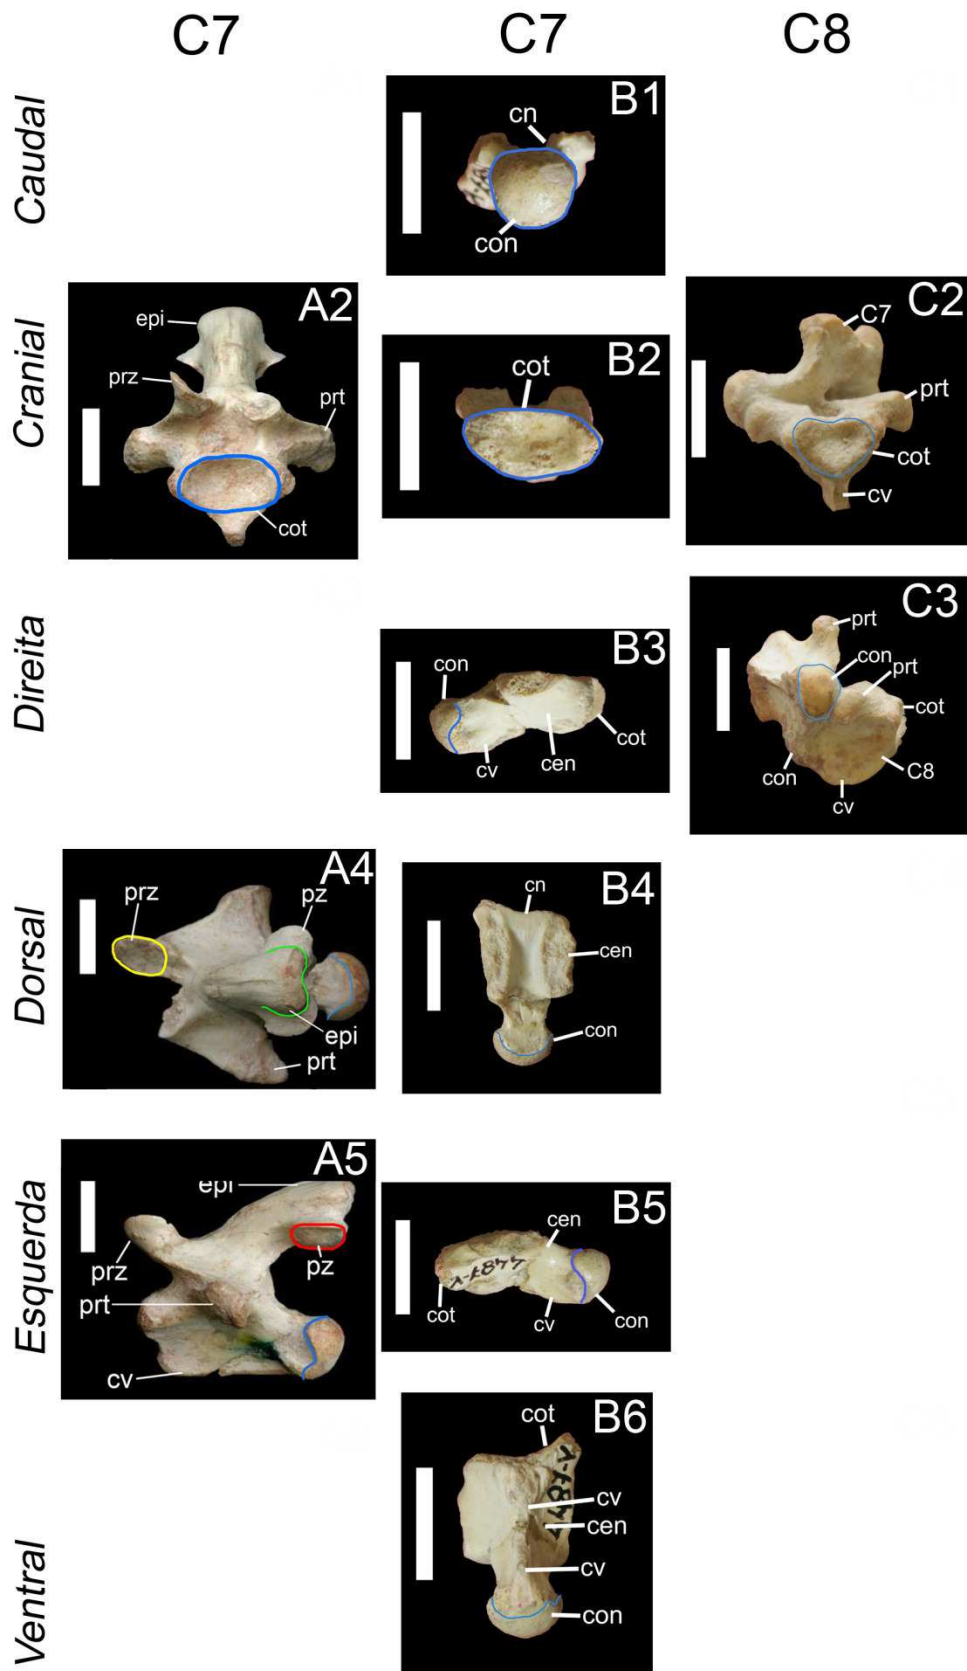 C7 C7 C8
Caudal
B1
cn
con
Cranial
A2
epi
prz
prt
cot
B2
cot
C2
C7
prt
cot
cv
Direita
B3
con
cv
cen
cot
C3
prt
con
prt
cot
con
C8
cv
Dorsal
A4
prz
pz
epi
prt
B4
cn
cen
con
Esquerda
A5
epi
prz
pz
prt
cv
B5
cen
4487-V
cot
cv
con
Ventral
B6
cot
4487-V
cv
cen
cv
con